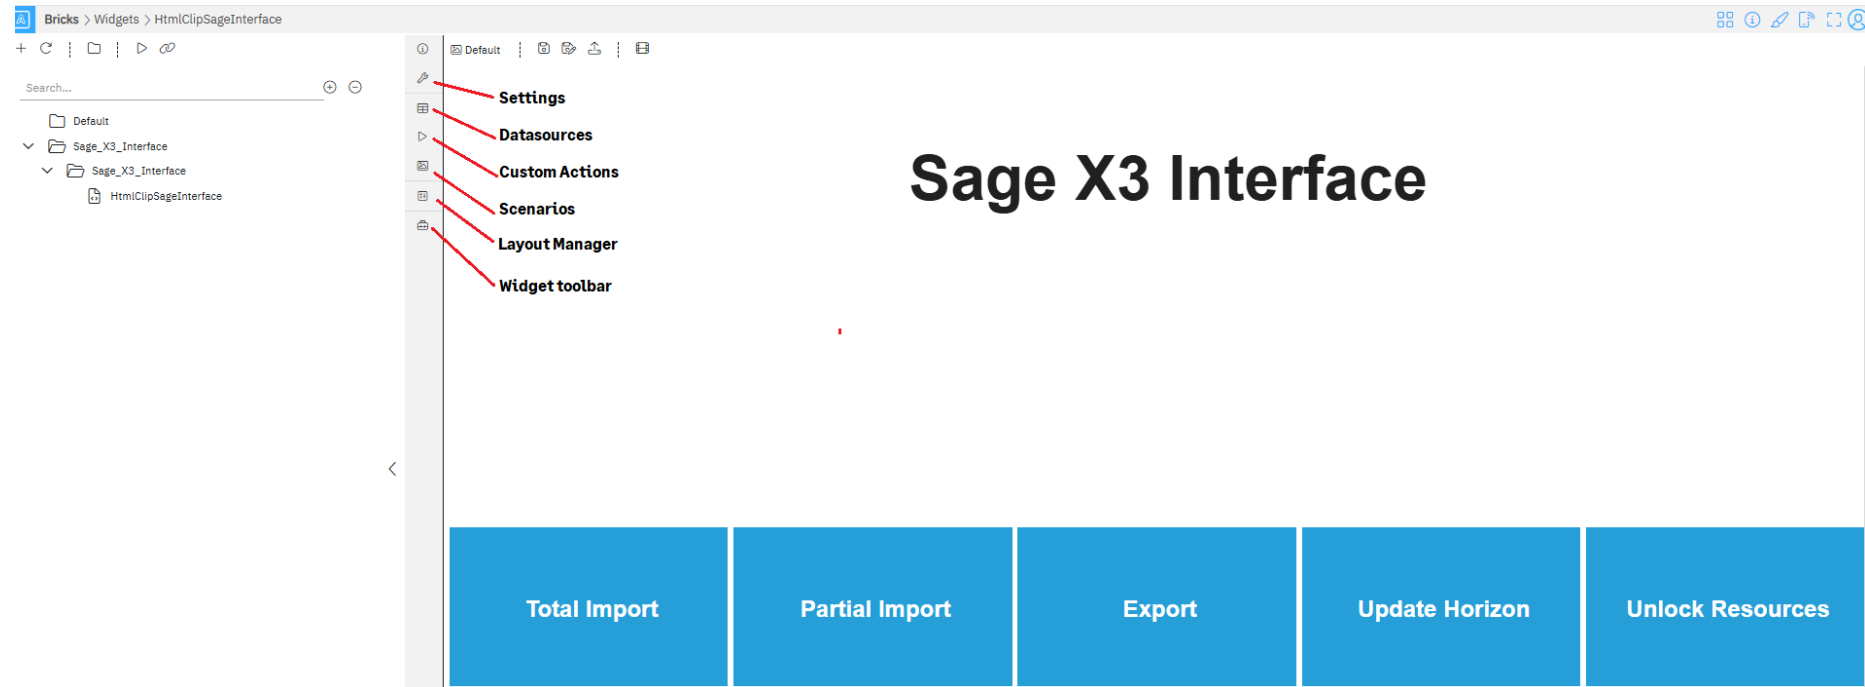 Bricks > Widgets > HtmlClipSageInterface
Default
Search...
Default
Sage_X3_Interface
Sage_X3_Interface
HtmlClipSageInterface
Settings
Datasources
Custom Actions
Scenarios
Layout Manager
Widget toolbar
Sage X3 Interface
Total Import
Partial Import
Export
Update Horizon
Unlock Resources